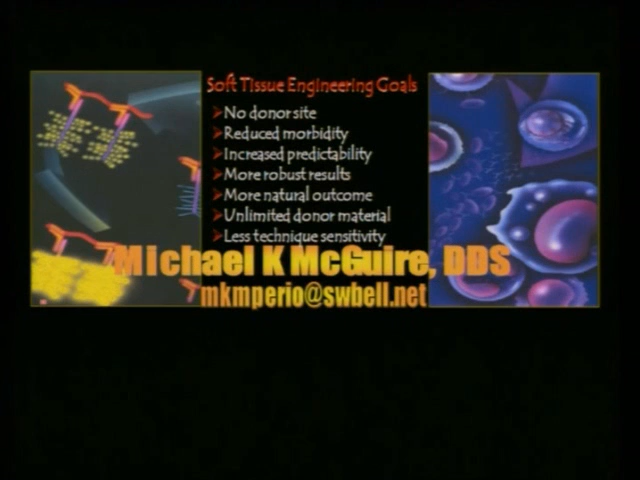 Soft Tissue Engineering Goals
No donor site
Reduced morbidity
Increased predictability
More robust results
More natural outcome
Unlimited donor material
Less technique sensitivity
Michael K McGuire, DDS
mkmperio@swbell.net